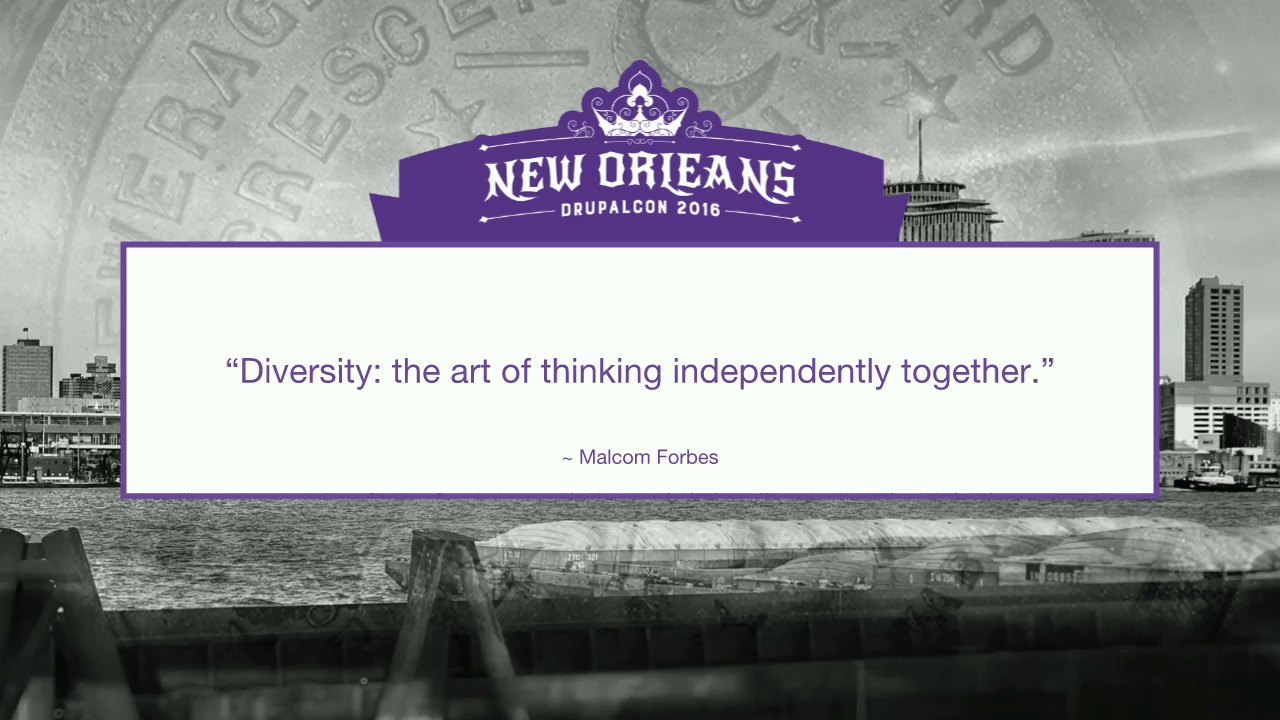 NEW ORLEANS
DRUPALCON 2016
“Diversity: the art of thinking independently together.”
~ Malcom Forbes